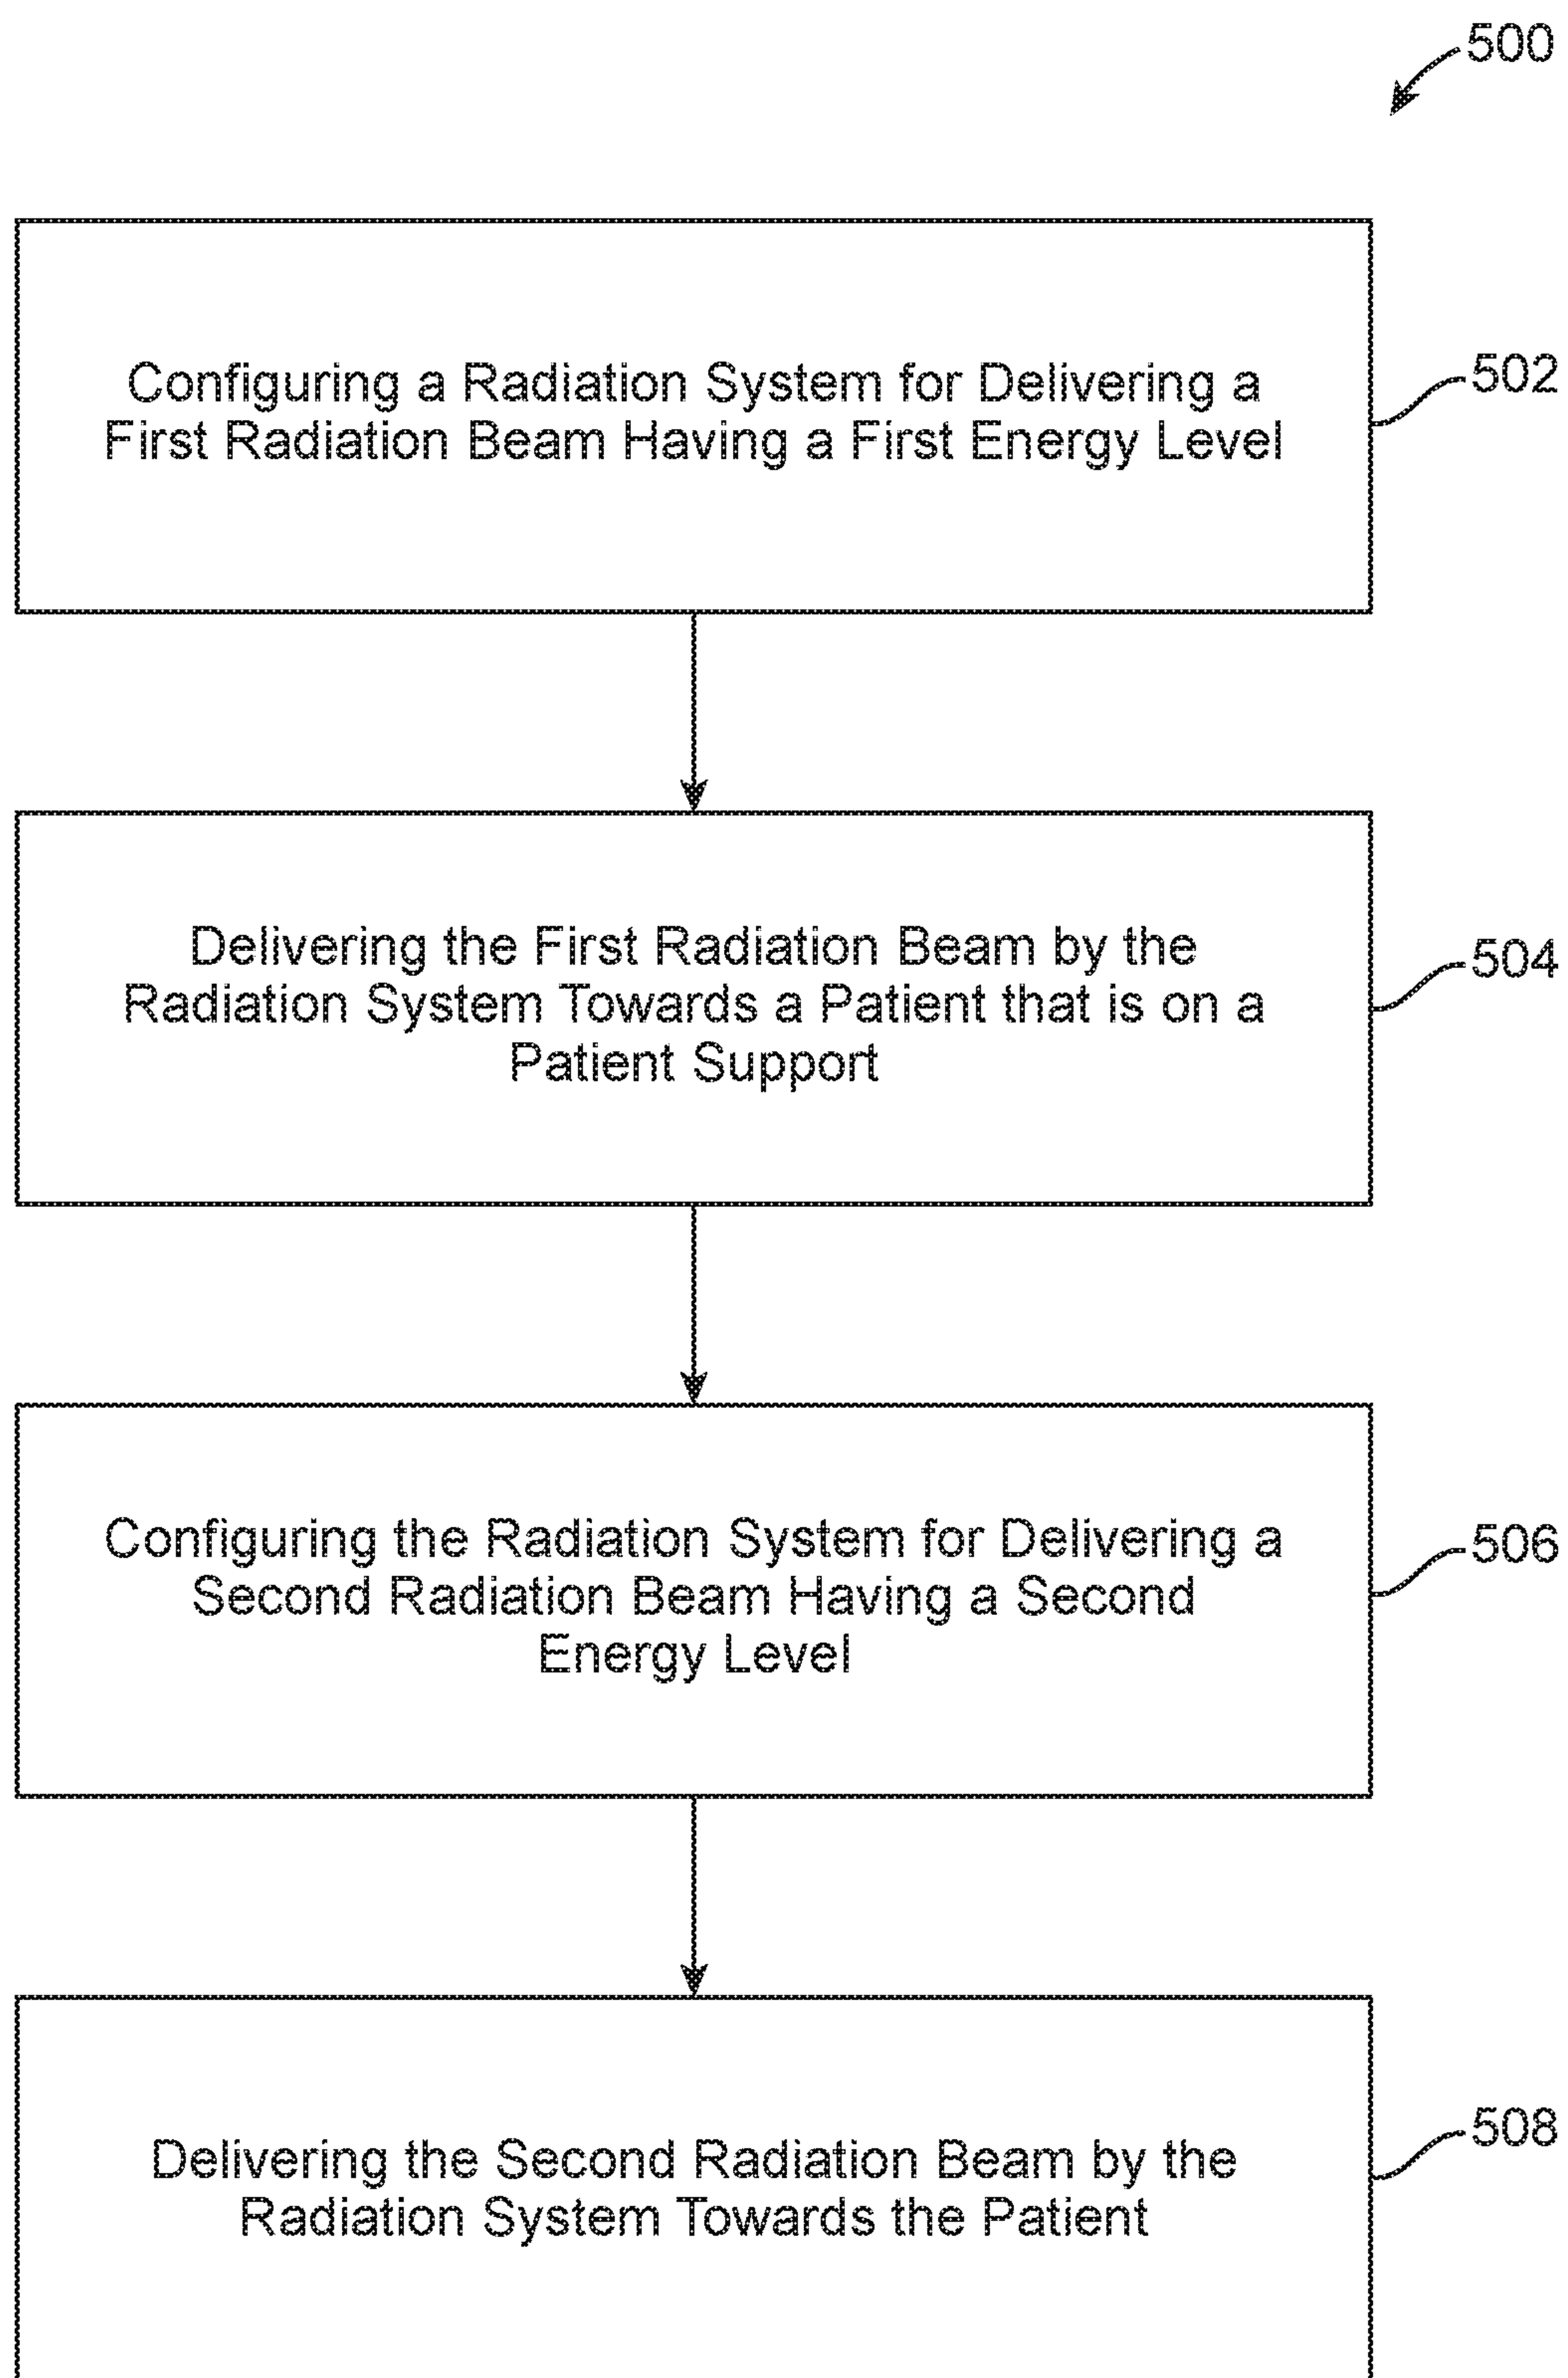 500
Configuring a Radiation System for Delivering a
First Radiation Beam Having a First Energy Level
502
Delivering the First Radiation Beam by the
Radiation System Towards a Patient that is on a
Patient Support
504
Configuring the Radiation System for Delivering a
Second Radiation Beam Having a Second
Energy Level
506
Delivering the Second Radiation Beam by the
Radiation System Towards the Patient
508